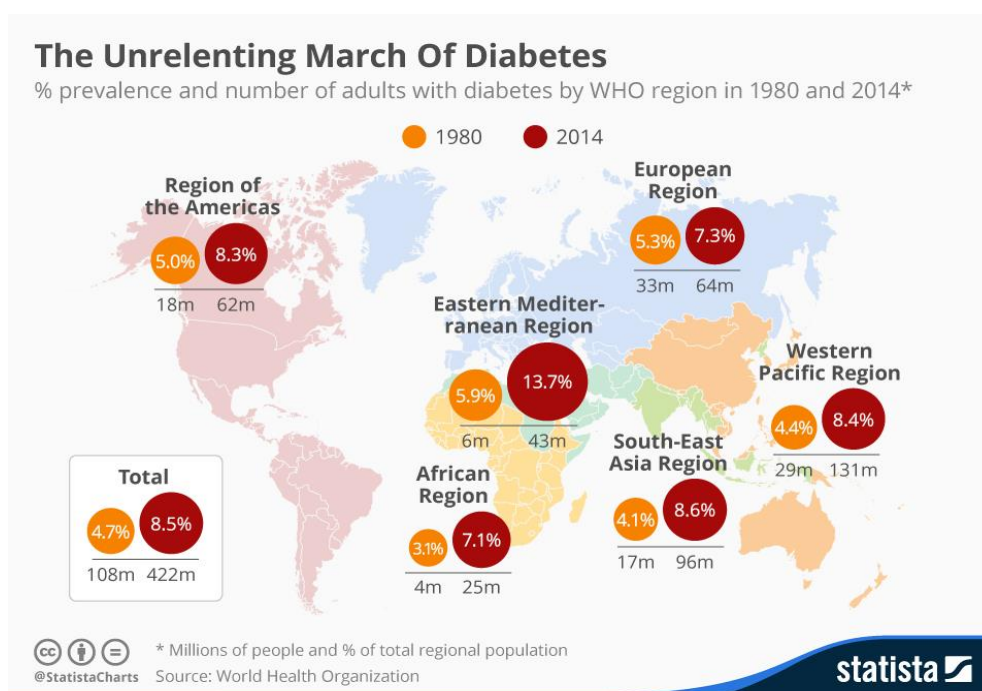 The Unrelenting March Of Diabetes
% prevalence and number of adults with diabetes by WHO region in 1980 and 2014*
1980 2014
Region of
the Americas
5.0% 8.3%
18m 62m
European
Region
5.3% 7.3%
33m 64m
Eastern Mediter-
ranean Region
5.9% 13.7%
6m 43m
Western
Pacific Region
4.4% 8.4%
29m 131m
South-East
Asia Region
4.1% 8.6%
17m 96m
African
Region
3.1% 7.1%
4m 25m
Total
4.7% 8.5%
108m 422m
cc =
@StatistaCharts
* Millions of people and % of total regional population
Source: World Health Organization
statista